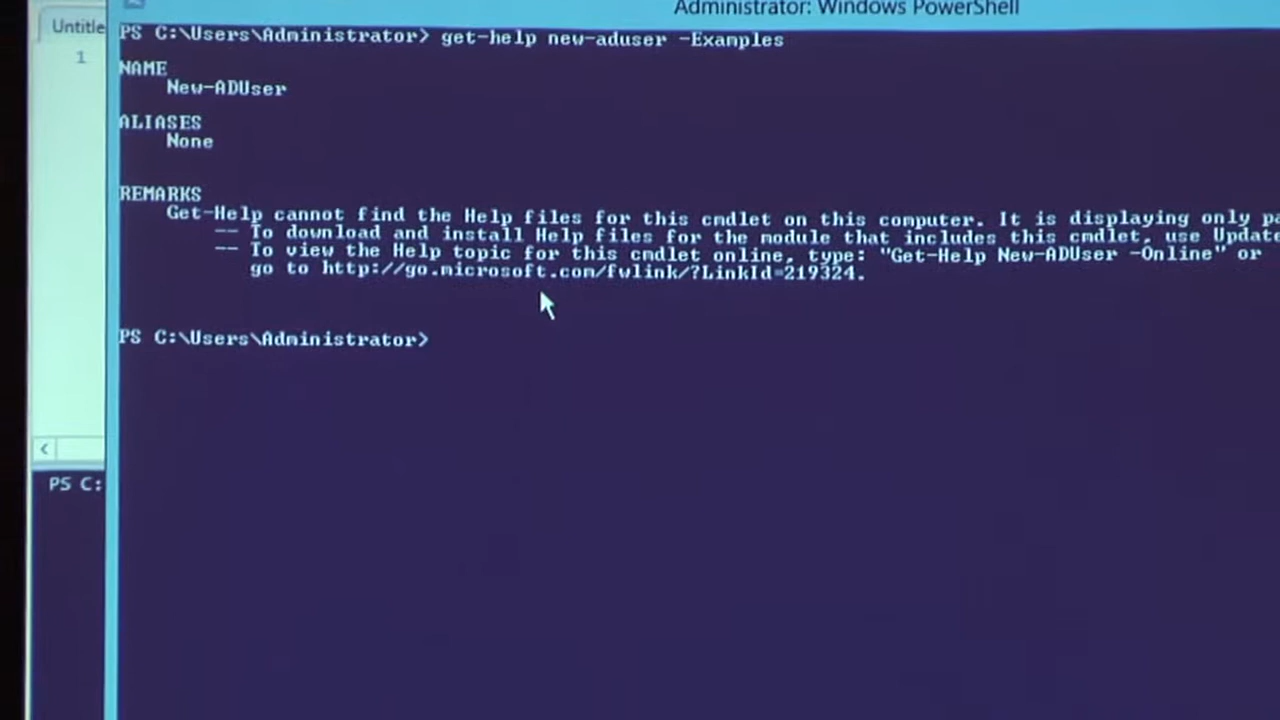 Administrator: Windows PowerShell
Untitle
1
PS C:\Users\Administrator> get-help new-aduser -Examples
NAME
New-ADUser
ALIASES
None
REMARKS
Get-Help cannot find the Help files for this cmdlet on this computer. It is displaying only pa
-- To download and install Help files for the module that includes this cmdlet, use Update
-- To view the Help topic for this cmdlet online, type: "Get-Help New-ADUser -Online" or
go to http://go.microsoft.com/fwlink/?LinkId=219324.
PS C:\Users\Administrator>
PS C: